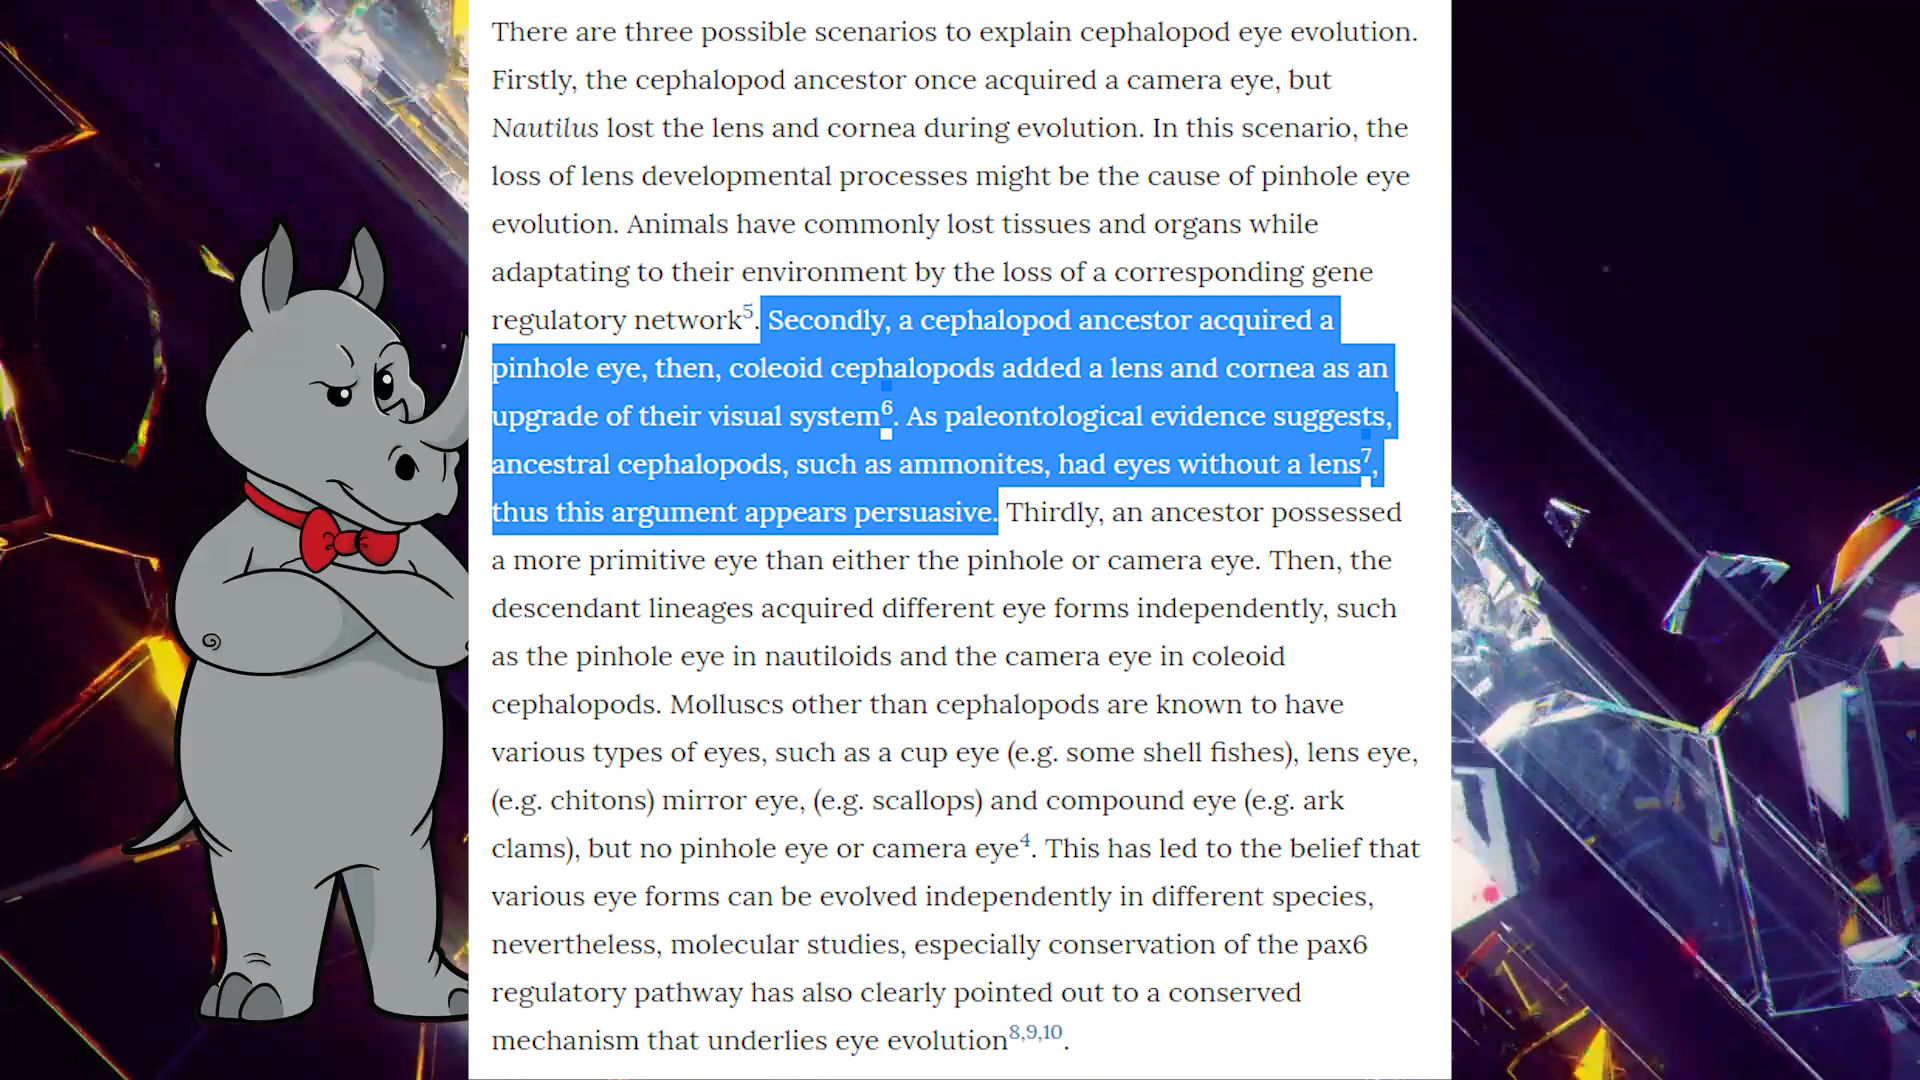 There are three possible scenarios to explain cephalopod eye evolution.
Firstly, the cephalopod ancestor once acquired a camera eye, but
Nautilus lost the lens and cornea during evolution. In this scenario, the
loss of lens developmental processes might be the cause of pinhole eye
evolution. Animals have commonly lost tissues and organs while
adaptating to their environment by the loss of a corresponding gene
regulatory network5. Secondly, a cephalopod ancestor acquired a
pinhole eye, then, coleoid cephalopods added a lens and cornea as an
upgrade of their visual system6. As paleontological evidence suggests,
ancestral cephalopods, such as ammonites, had eyes without a lens7,
thus this argument appears persuasive. Thirdly, an ancestor possessed
a more primitive eye than either the pinhole or camera eye. Then, the
descendant lineages acquired different eye forms independently, such
as the pinhole eye in nautiloids and the camera eye in coleoid
cephalopods. Molluscs other than cephalopods are known to have
various types of eyes, such as a cup eye (e.g. some shell fishes), lens eye,
(e.g. chitons) mirror eye, (e.g. scallops) and compound eye (e.g. ark
clams), but no pinhole eye or camera eye4. This has led to the belief that
various eye forms can be evolved independently in different species,
nevertheless, molecular studies, especially conservation of the pax6
regulatory pathway has also clearly pointed out to a conserved
mechanism that underlies eye evolution8,9,10.